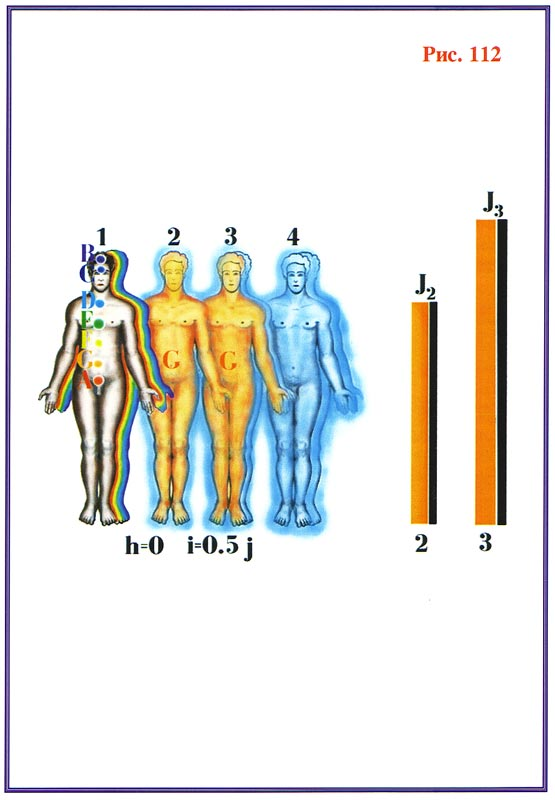 Рис. 112
J3
1 2 3 4
B
C
D
E
F
G
A
J2
G G
h=0 i=0.5 j
2 3